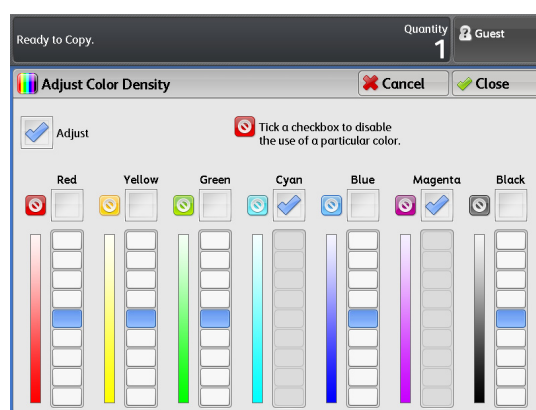 Ready to Copy.
Quantity
1
Guest
Adjust Color Density
Cancel
Close
Adjust
Tick a checkbox to disable
the use of a particular color.
Red Yellow Green Cyan Blue Magenta Black